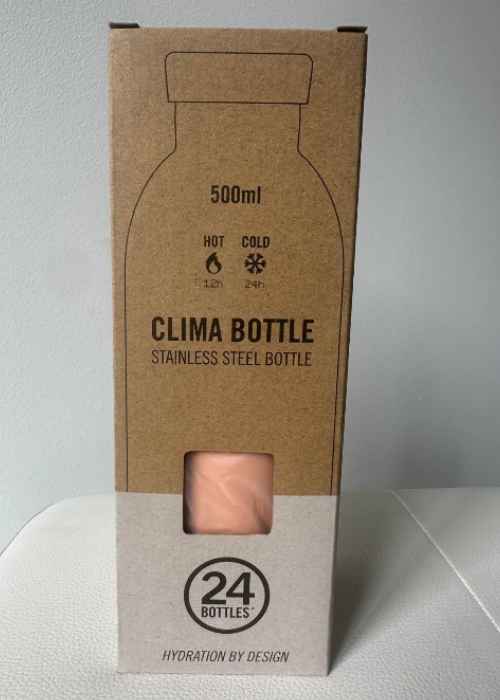 500ml
HOT COLD
12h 24h
CLIMA BOTTLE
STAINLESS STEEL BOTTLE
24
BOTTLES®
HYDRATION BY DESIGN